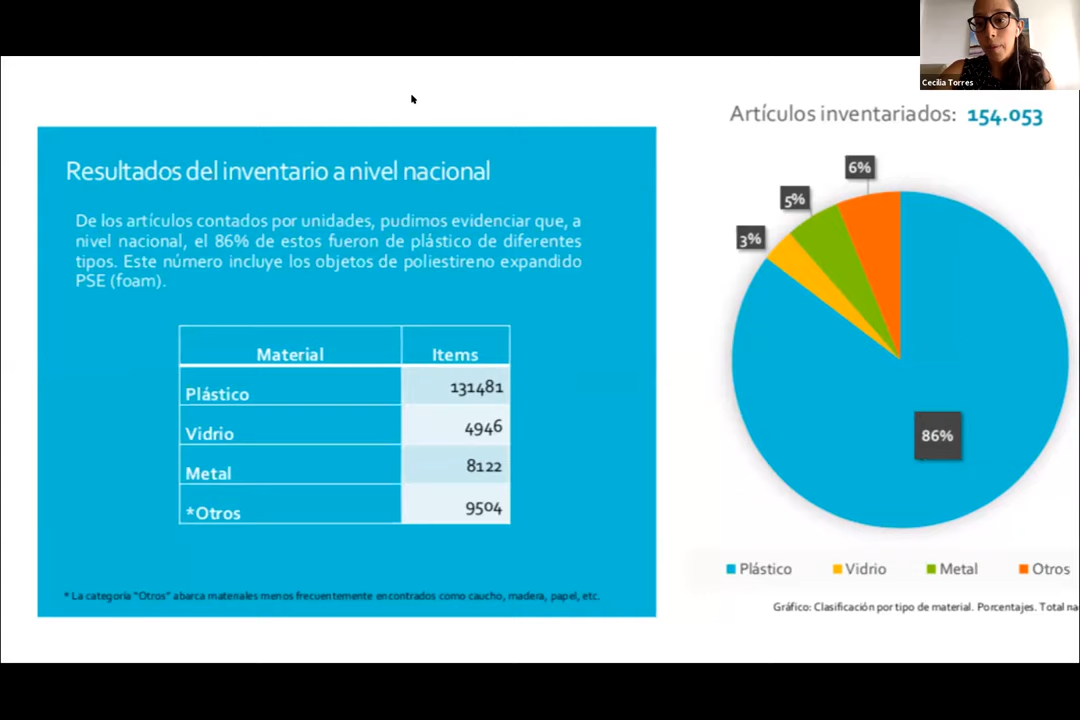 Cecilia Torres
Artículos inventariados: 154.053
Resultados del inventario a nivel nacional
De los artículos contados por unidades, pudimos evidenciar que, a
nivel nacional, el 86% de estos fueron de plástico de diferentes
tipos. Este número incluye los objetos de poliestireno expandido
PSE (foam).
Material Items
Plástico 131481
Vidrio 4946
Metal 8122
*Otros 9504
* La categoría "Otros" abarca materiales menos frecuentemente encontrados como caucho, madera, papel, etc.
6%
5%
3%
86%
Plástico Vidrio Metal Otros
Gráfico: Clasificación por tipo de material. Porcentajes. Total na